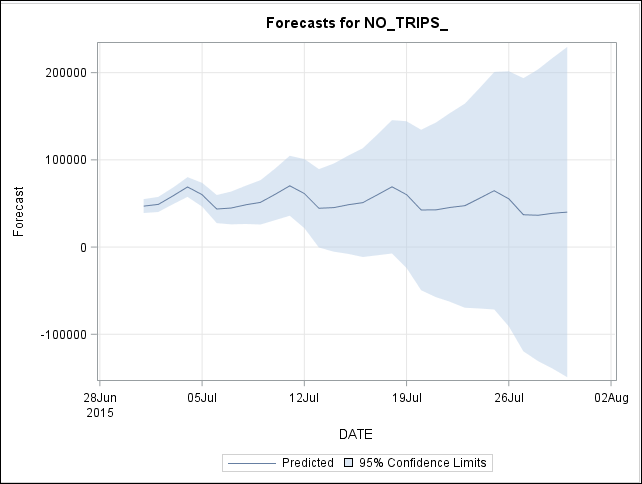 Forecasts for NO_TRIPS_
200000
100000
0
-100000
Forecast
28Jun
2015
05Jul
12Jul
19Jul
26Jul
02Aug
DATE
Predicted
95% Confidence Limits